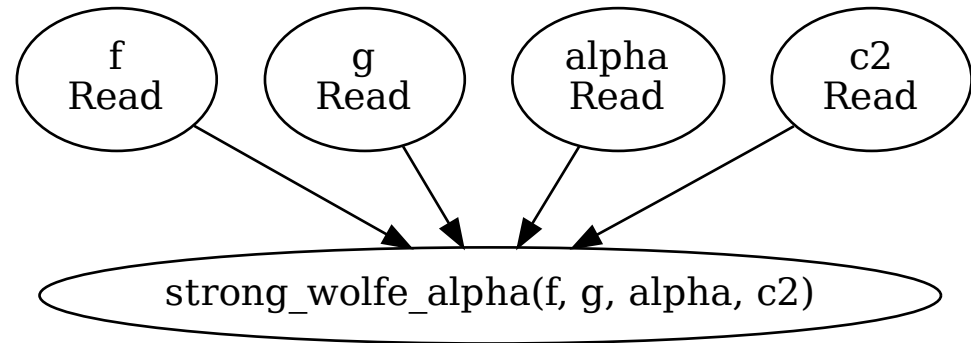 f
Read
g
Read
alpha
Read
c2
Read
strong_wolfe_alpha(f, g, alpha, c2)